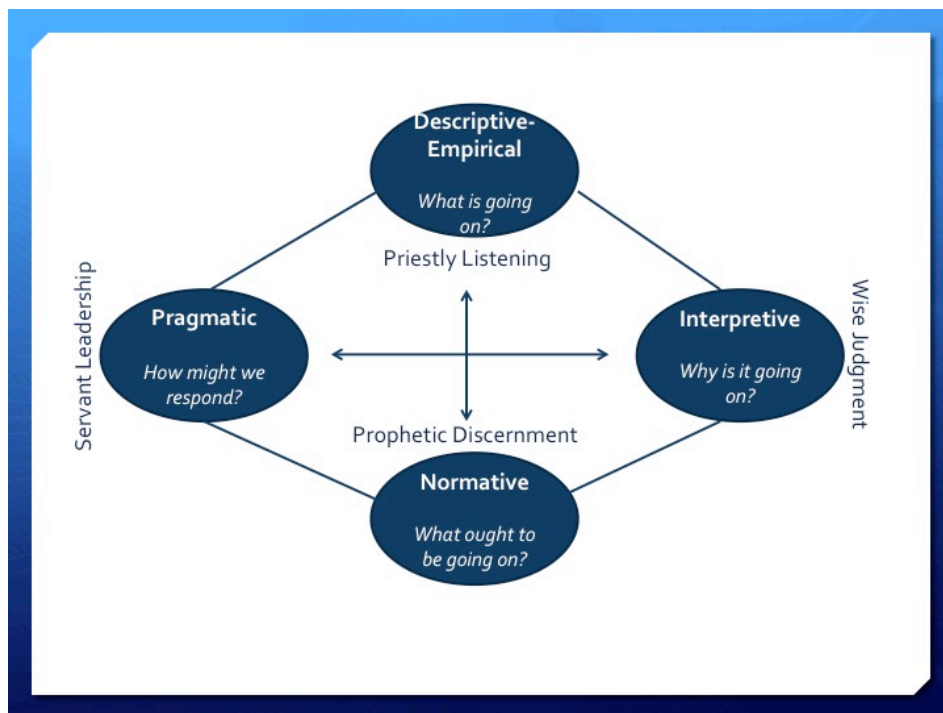 Descriptive-
Empirical
What is going
on?
Priestly Listening
Servant Leadership
Pragmatic
How might we
respond?
Interpretive
Why is it going
on?
Wise Judgment
Prophetic Discernment
Normative
What ought to
be going on?